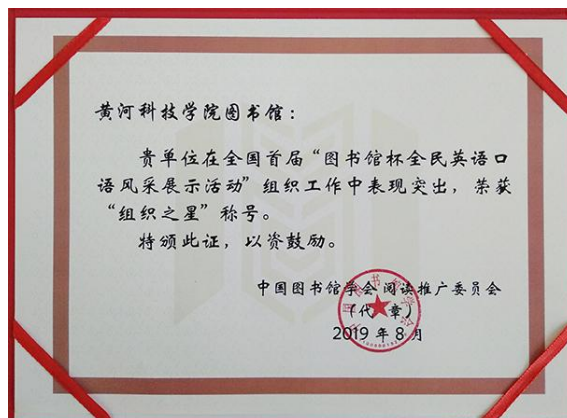 黄河科技学院图书馆：
贵单位在全国首届“图书馆杯全民英语口
语风采展示活动”组织工作中表现突出，荣获
“组织之星”称号。
特颁此证，以资鼓励。
中国图书馆学会 阅读推广委员会
（代 章）
2019 年 8 月